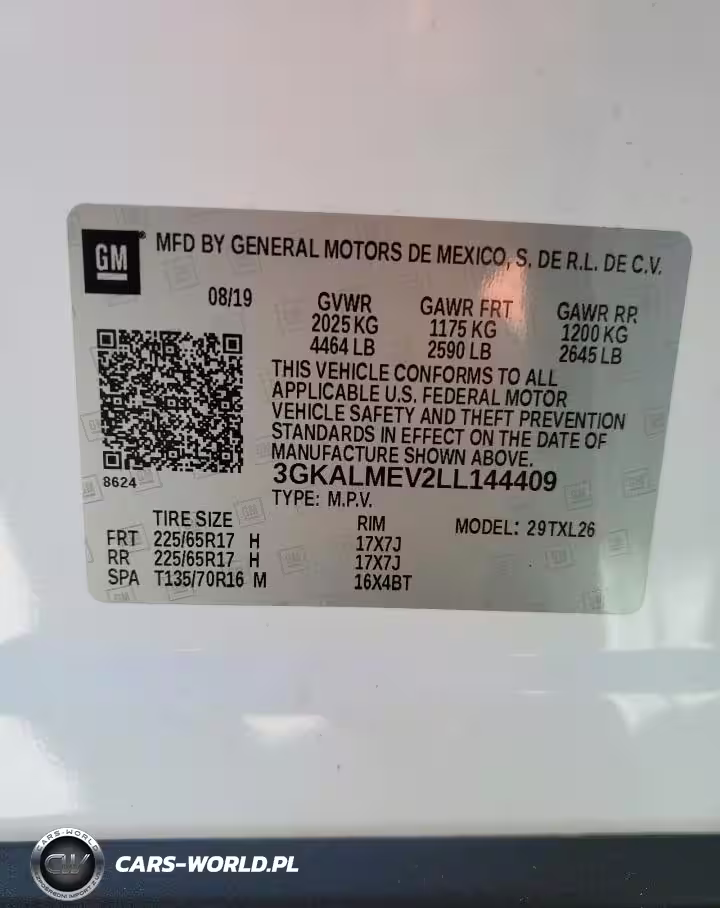 GM® MFD BY GENERAL MOTORS DE MEXICO, S. DE R.L. DE C.V.
08/19 GVWR GAWR FRT GAWR RR
2025 KG 1175 KG 1200 KG
4464 LB 2590 LB 2645 LB
THIS VEHICLE CONFORMS TO ALL
APPLICABLE U.S. FEDERAL MOTOR
VEHICLE SAFETY AND THEFT PREVENTION
STANDARDS IN EFFECT ON THE DATE OF
MANUFACTURE SHOWN ABOVE.
8624 3GKALMEV2LL144409
TYPE: M.P.V.
TIRE SIZE RIM MODEL: 29TXL26
FRT 225/65R17 H 17X7J
RR 225/65R17 H 17X7J
SPA T135/70R16 M 16X4BT
CARS-WORLD
CW
CARS-WORLD.PL